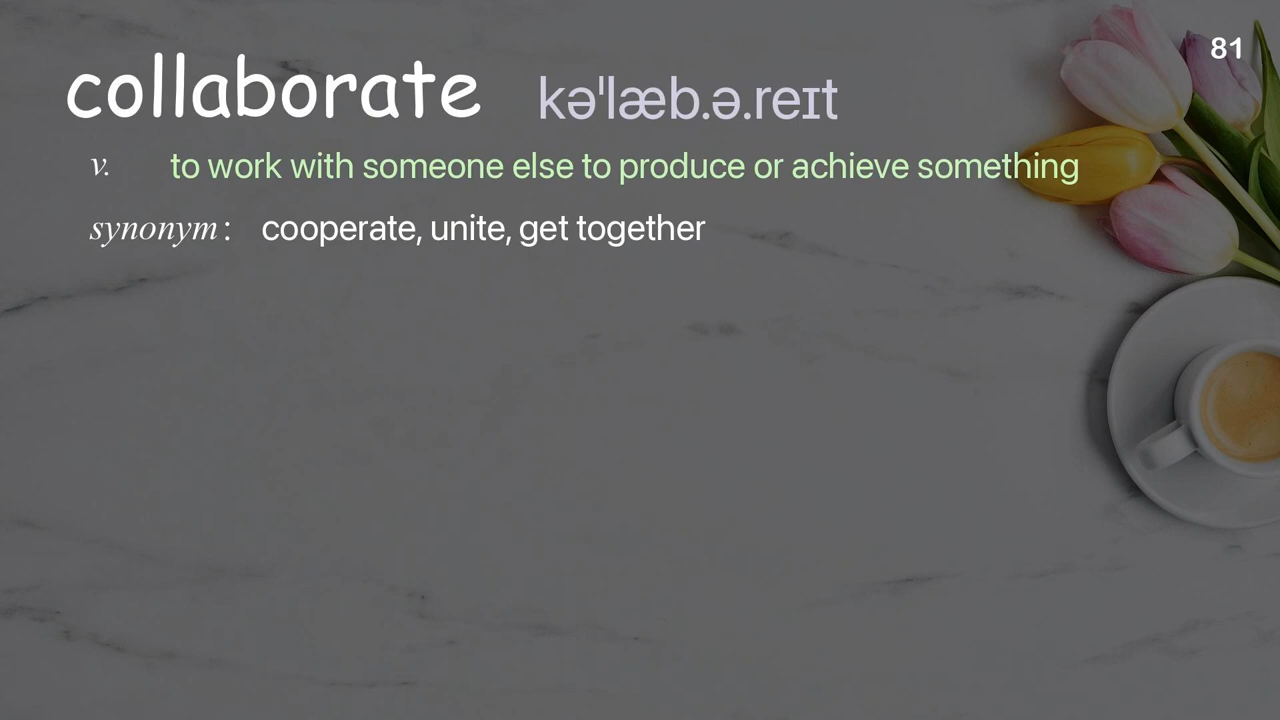 81
collaborate kə'læb.ə.reɪt
v. to work with someone else to produce or achieve something
synonym: cooperate, unite, get together